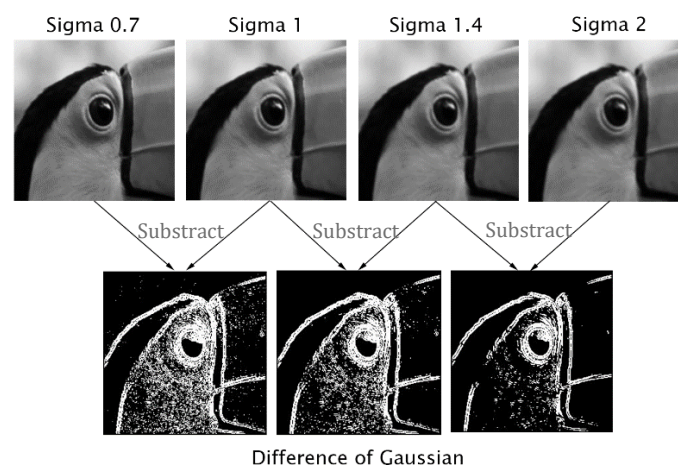 Sigma 0.7 Sigma 1 Sigma 1.4 Sigma 2
Substract Substract Substract
Difference of Gaussian